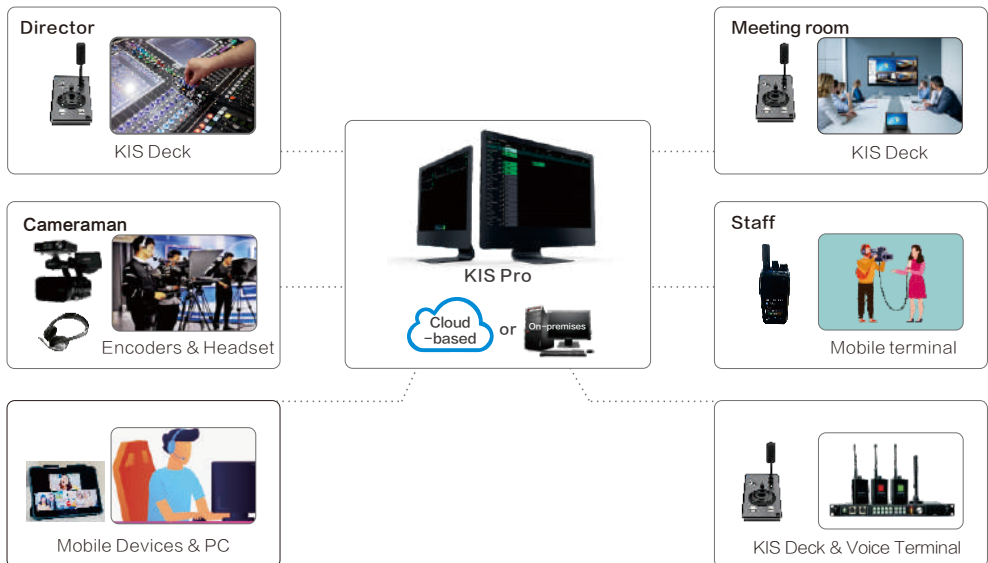 Director
KIS Deck
Meeting room
KIS Deck
Cameraman
Encoders & Headset
KIS Pro
Cloud
-based
or
On-premises
Staff
Mobile terminal
Mobile Devices & PC
KIS Deck & Voice Terminal